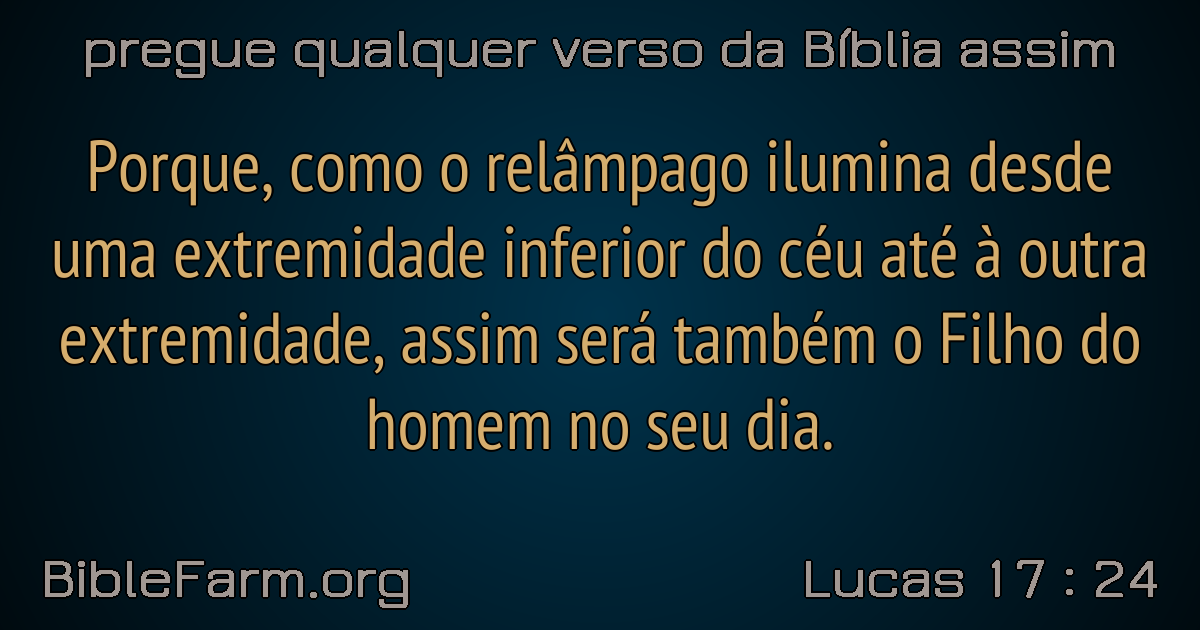 pregue qualquer verso da Bíblia assim
Porque, como o relâmpago ilumina desde
uma extremidade inferior do céu até à outra
extremidade, assim será também o Filho do
homem no seu dia.
BibleFarm.org
Lucas 17 : 24